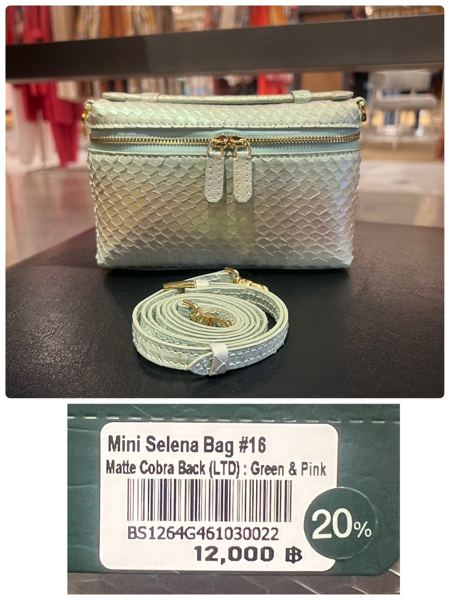 Mini Selena Bag #16
Matte Cobra Back (LTD) : Green & Pink
BS1264G461030022
12,000 ฿
20%